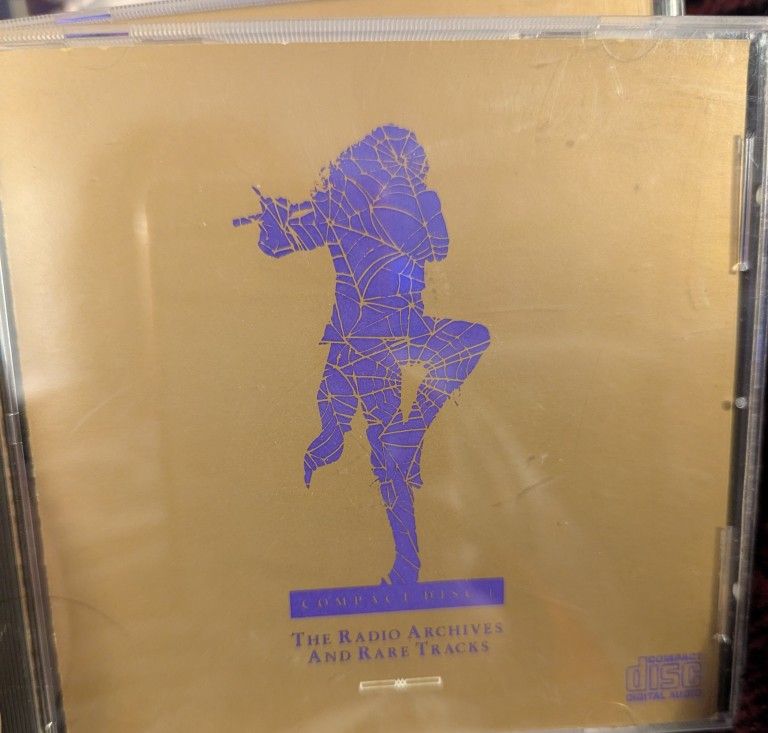 COMPACT DISC 1
THE RADIO ARCHIVES
AND RARE TRACKS
COMPACT
disc
DIGITAL AUDIO